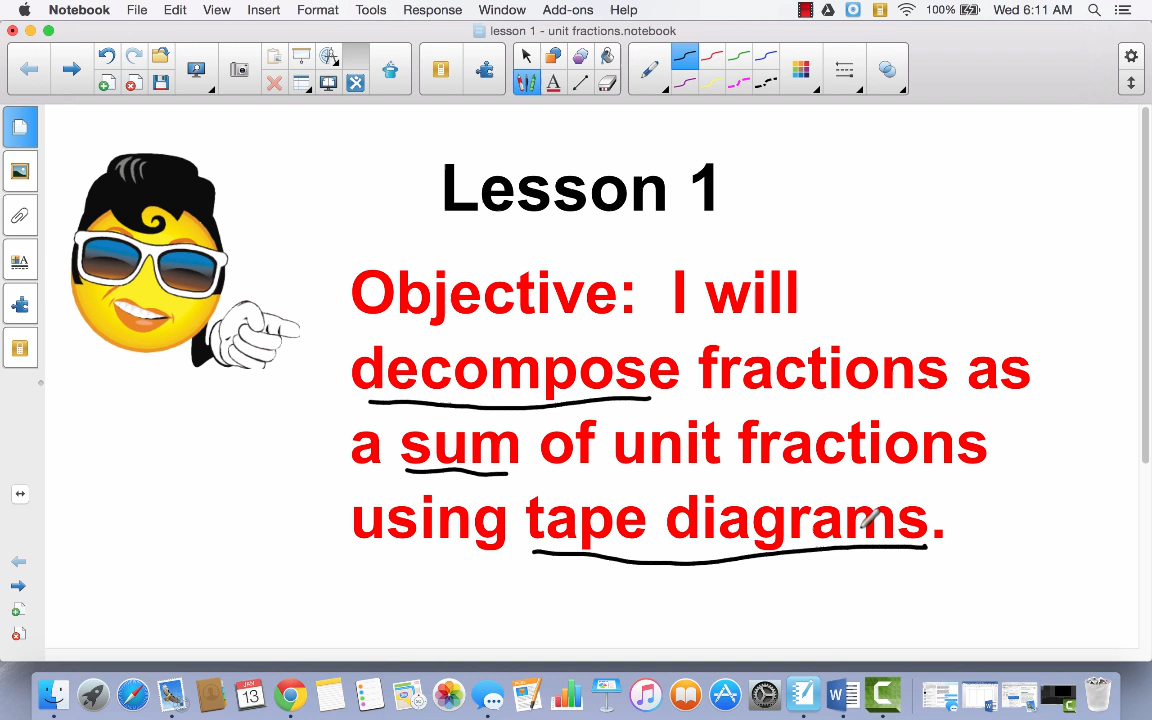 Notebook File Edit View Insert Format Tools Response Window Add-ons Help 100% Wed 6:11 AM
lesson 1 - unit fractions.notebook
Lesson 1
Objective: I will
decompose fractions as
a sum of unit fractions
using tape diagrams.